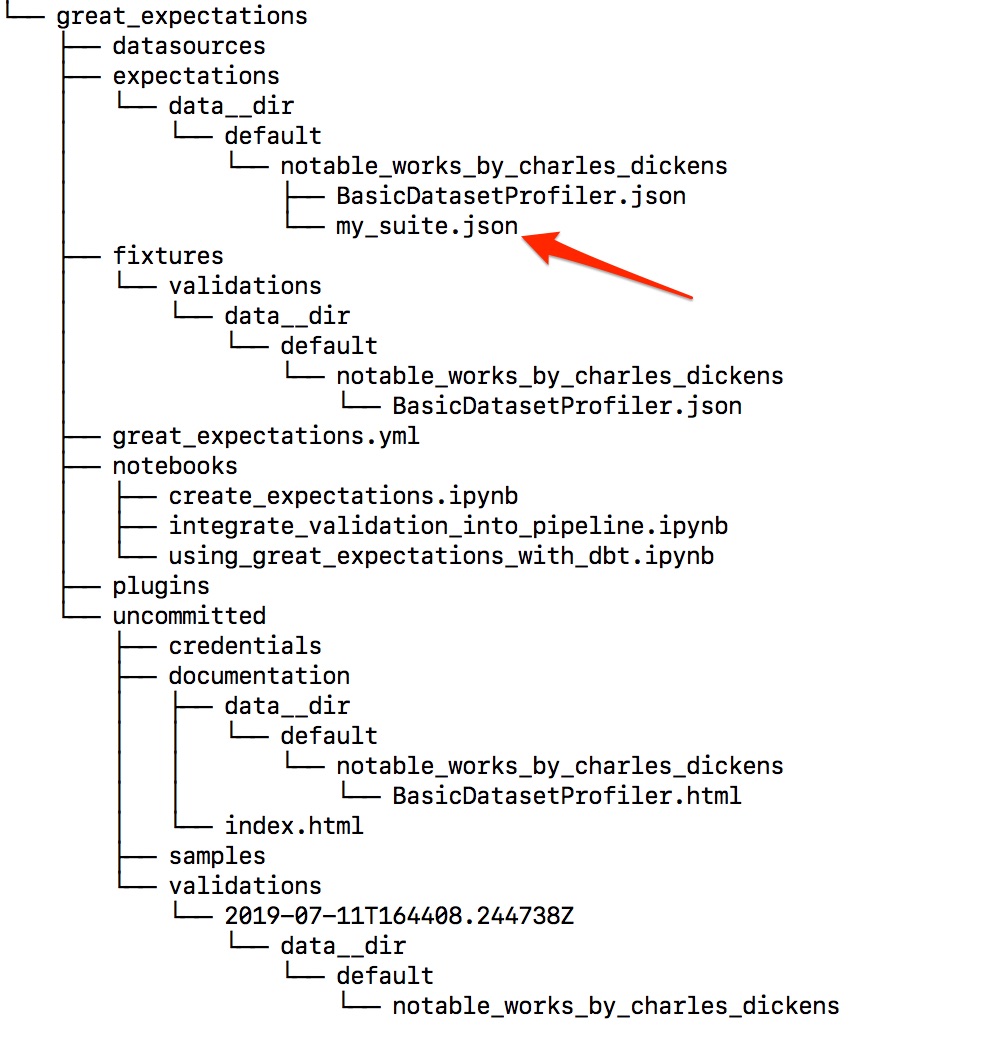 └── great_expectations
    ├── datasources
    ├── expectations
    │   └── data__dir
    │       └── default
    │           └── notable_works_by_charles_dickens
    │               ├── BasicDatasetProfiler.json
    │               └── my_suite.json
    ├── fixtures
    │   └── validations
    │       └── data__dir
    │           └── default
    │               └── notable_works_by_charles_dickens
    │                   └── BasicDatasetProfiler.json
    ├── great_expectations.yml
    ├── notebooks
    │   ├── create_expectations.ipynb
    │   ├── integrate_validation_into_pipeline.ipynb
    │   └── using_great_expectations_with_dbt.ipynb
    ├── plugins
    └── uncommitted
        ├── credentials
        ├── documentation
        │   ├── data__dir
        │   │   └── default
        │   │       └── notable_works_by_charles_dickens
        │   │           └── BasicDatasetProfiler.html
        │   └── index.html
        ├── samples
        └── validations
            └── 2019-07-11T164408.244738Z
                └── data__dir
                    └── default
                        └── notable_works_by_charles_dickens